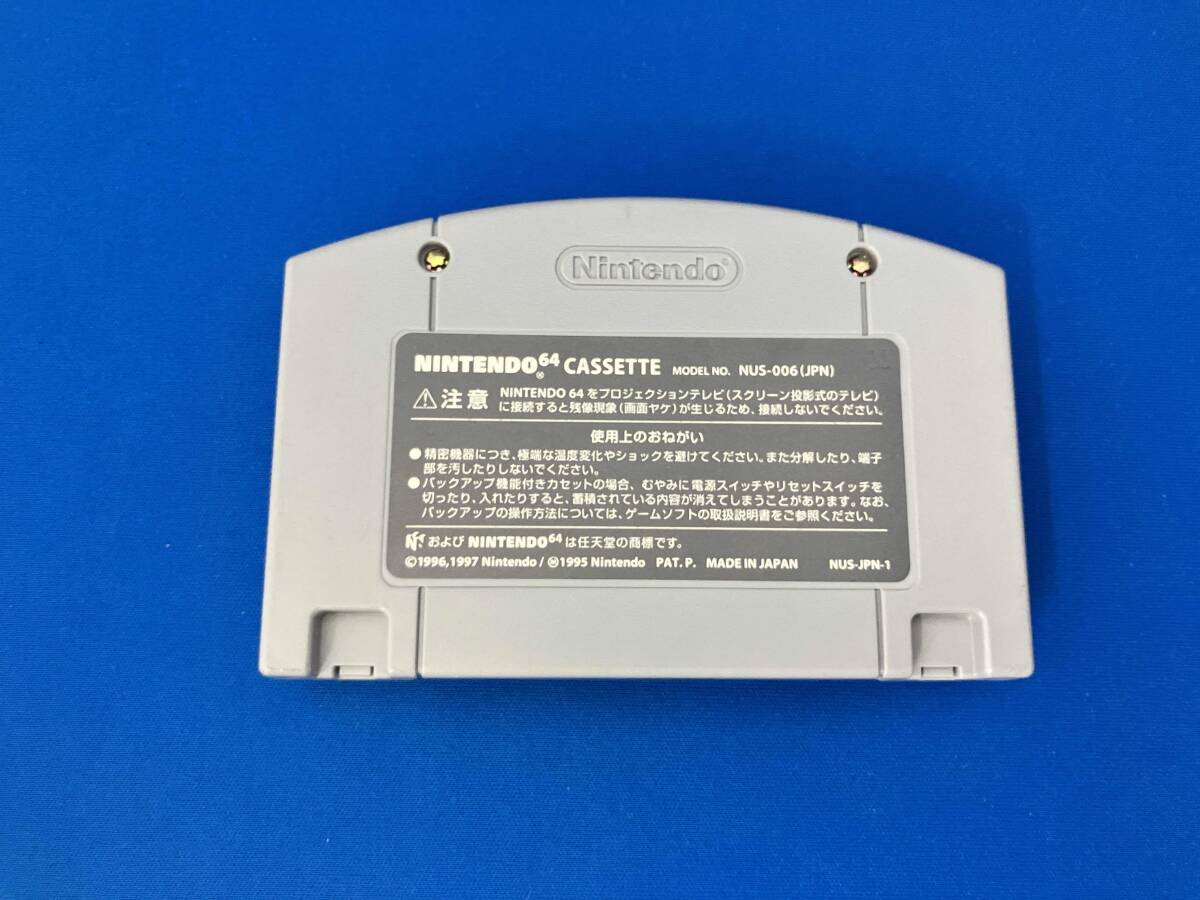 Nintendo®
NINTENDO64® CASSETTE MODEL NO. NUS-006(JPN)
⚠注意 NINTENDO 64をプロジェクションテレビ(スクリーン投影式のテレビ)
に接続すると残像現象(画面ヤケ)が生じるため、接続しないでください。
使用上のおねがい
●精密機器につき、極端な温度変化やショックを避けてください。また分解したり、端子
部を汚したりしないでください。
●バックアップ機能付きカセットの場合、むやみに電源スイッチやリセットスイッチを
切ったり、入れたりすると、蓄積されている内容が消えてしまうことがあります。なお、
バックアップの操作方法については、ゲームソフトの取扱説明書をご参照ください。
および NINTENDO64 は任天堂の商標です。
©1996,1997 Nintendo / Ⓜ1995 Nintendo PAT.P. MADE IN JAPAN NUS-JPN-1